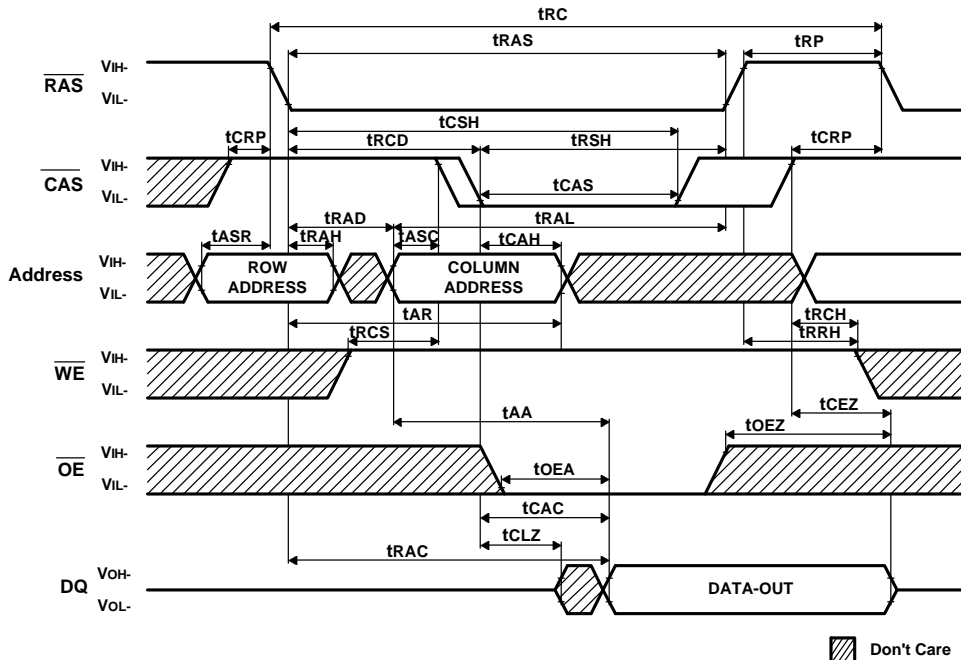 tRC
tRAS
tRP
RAS
VIH-
VIL-
tCSH
tCRP
tRCD
tRSH
tCRP
CAS
VIH-
VIL-
tCAS
tRAD
tRAL
tASR
tRAH
tASC
tCAH
Address
VIH-
VIL-
ROW
ADDRESS
COLUMN
ADDRESS
tAR
tRCH
tRCS
tRRH
WE
VIH-
VIL-
tCEZ
tAA
tOEZ
OE
VIH-
VIL-
tOEA
tCAC
tCLZ
tRAC
DQ
VOH-
VOL-
DATA-OUT
Don't Care